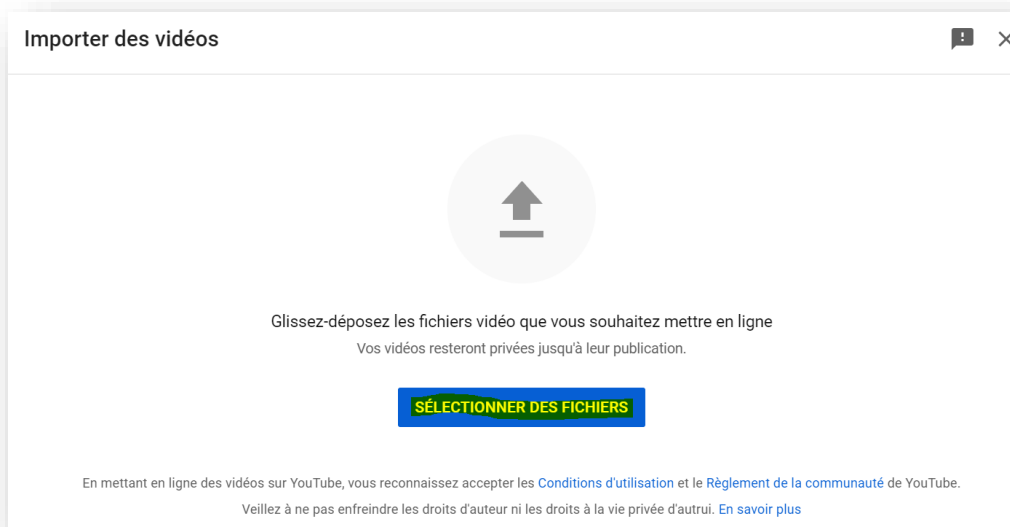 Importer des vidéos
Glissez-déposez les fichiers vidéo que vous souhaitez mettre en ligne
Vos vidéos resteront privées jusqu'à leur publication.
SÉLECTIONNER DES FICHIERS
En mettant en ligne des vidéos sur YouTube, vous reconnaissez accepter les Conditions d'utilisation et le Règlement de la communauté de YouTube.
Veillez à ne pas enfreindre les droits d'auteur ni les droits à la vie privée d'autrui. En savoir plus